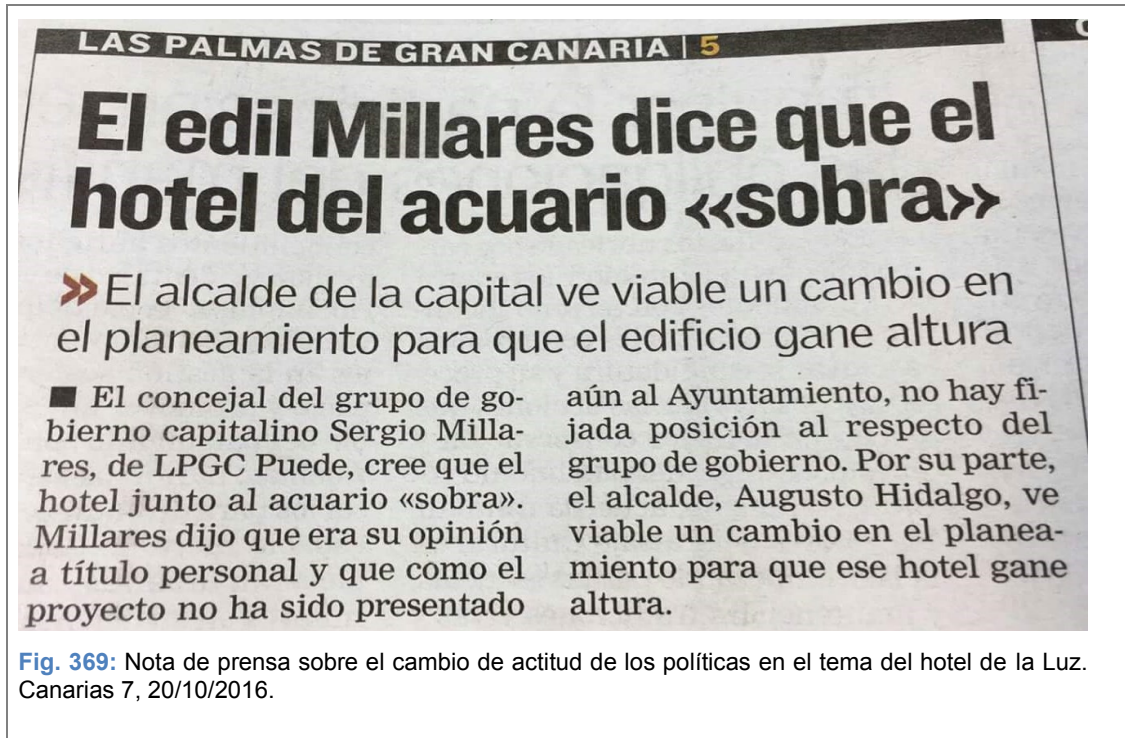 LAS PALMAS DE GRAN CANARIA | 5
El edil Millares dice que el
hotel del acuario «sobra»
» El alcalde de la capital ve viable un cambio en
el planeamiento para que el edificio gane altura
■ El concejal del grupo de go-
bierno capitalino Sergio Milla-
res, de LPGC Puede, cree que el
hotel junto al acuario «sobra».
Millares dijo que era su opinión
a título personal y que como el
proyecto no ha sido presentado
aún al Ayuntamiento, no hay fi-
jada posición al respecto del
grupo de gobierno. Por su parte,
el alcalde, Augusto Hidalgo, ve
viable un cambio en el planea-
miento para que ese hotel gane
altura.
Fig. 369: Nota de prensa sobre el cambio de actitud de los políticas en el tema del hotel de la Luz.
Canarias 7, 20/10/2016.